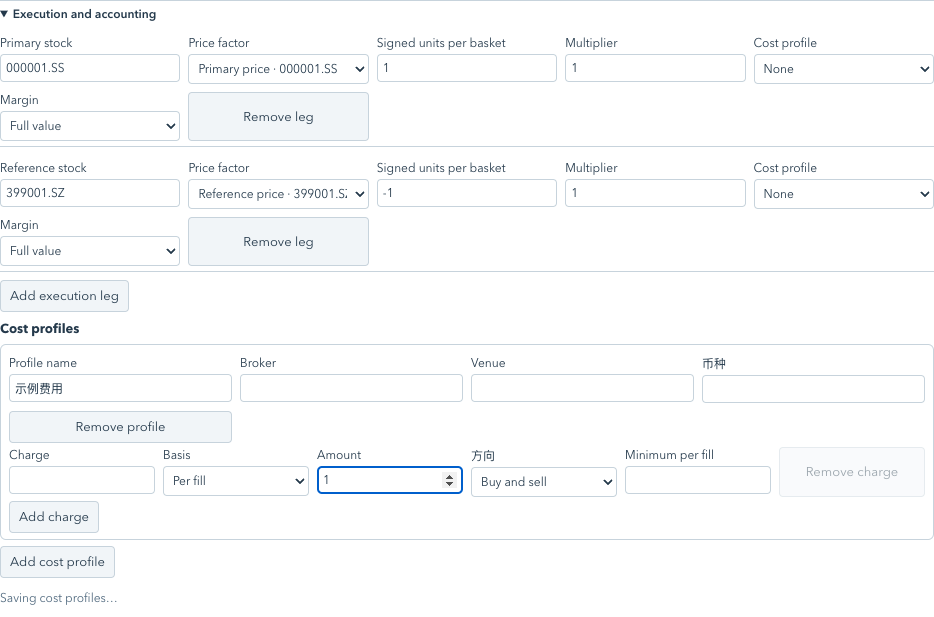 ▼ Execution and accounting
Primary stock Price factor Signed units per basket Multiplier Cost profile
000001.SS Primary price · 000001.SS 1 1 None
Margin
Full value Remove leg
Reference stock Price factor Signed units per basket Multiplier Cost profile
399001.SZ Reference price · 399001.SZ -1 1 None
Margin
Full value Remove leg
Add execution leg
Cost profiles
Profile name Broker Venue 币种
示例费用
Remove profile
Charge Basis Amount 方向 Minimum per fill
Per fill 1 Buy and sell Remove charge
Add charge
Add cost profile
Saving cost profiles…